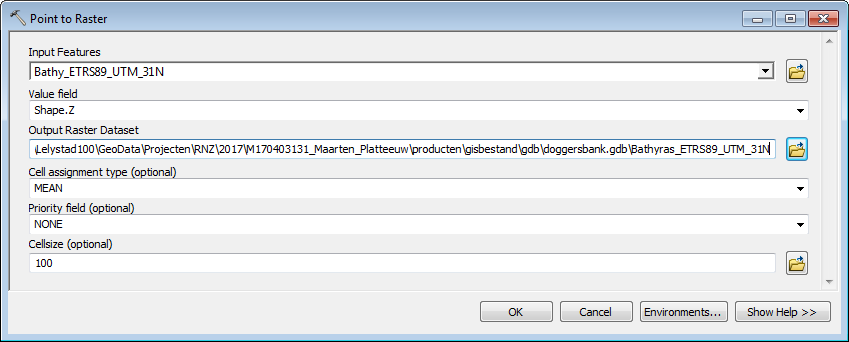 Point to Raster
Input Features
Bathy_ETRS89_UTM_31N
Value field
Shape.Z
Output Raster Dataset
\Lelystad100\GeoData\Projecten\RNZ\2017\M170403131_Maarten_Platteeuw\producten\gisbestand\gdb\doggersbank.gdb\Bathyras_ETRS89_UTM_31N
Cell assignment type (optional)
MEAN
Priority field (optional)
NONE
Cellsize (optional)
100
OK Cancel Environments... Show Help >>